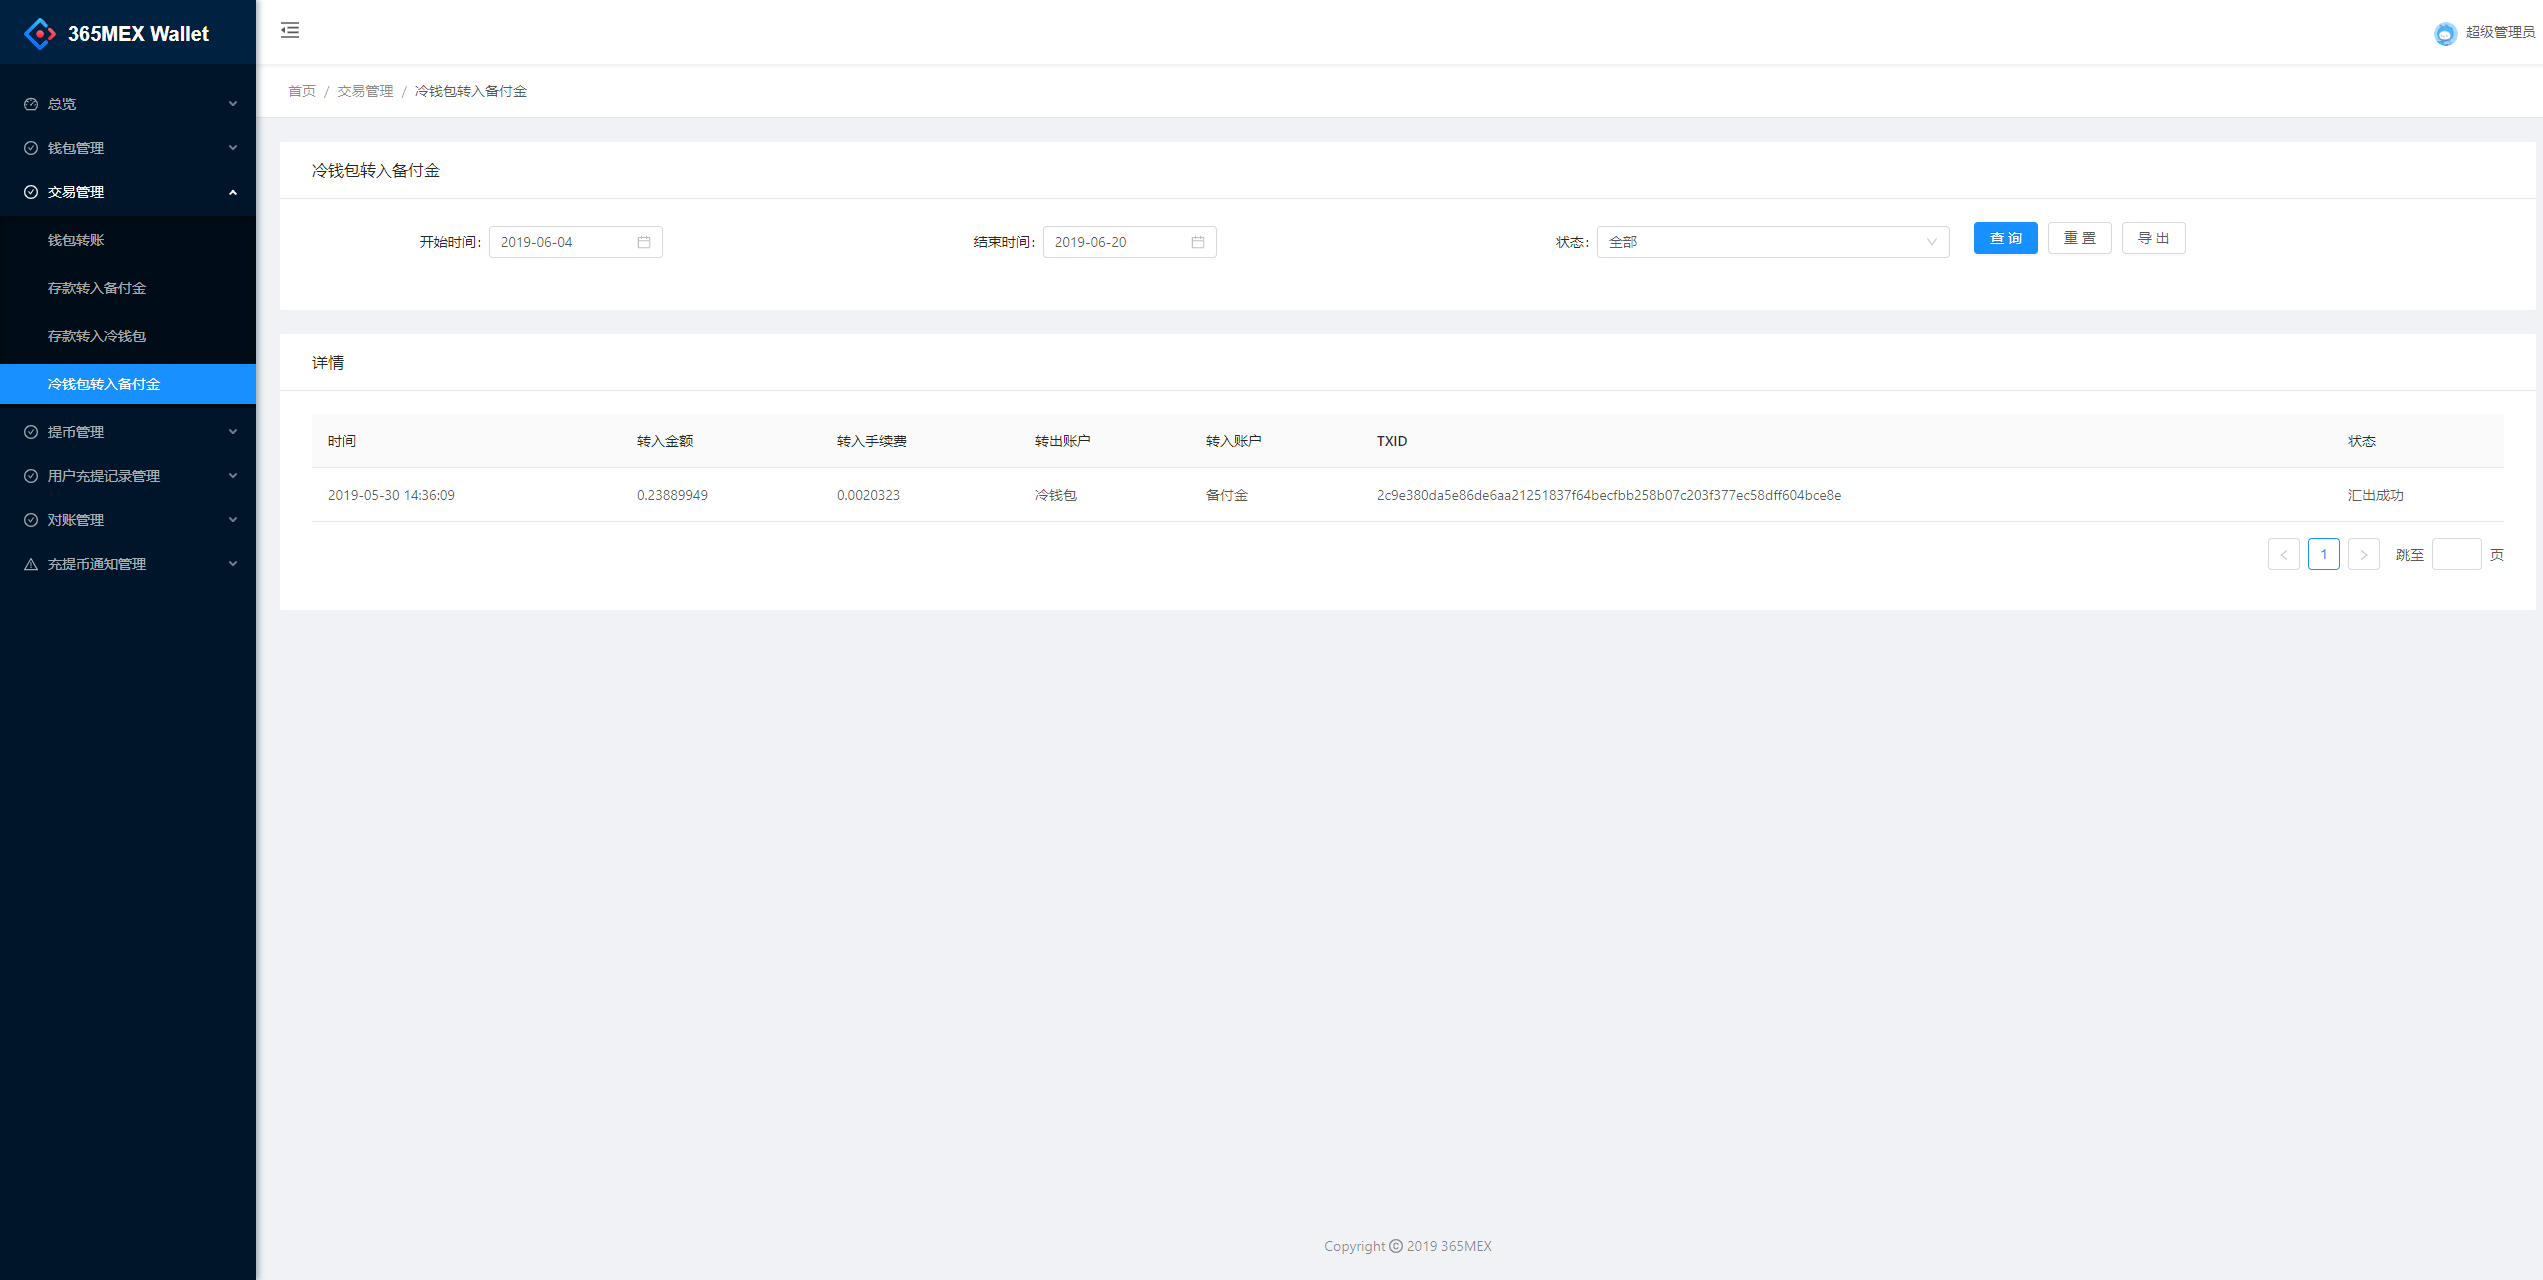 365MEX Wallet
超级管理员
首页 / 交易管理 / 冷钱包转入备付金
总览
钱包管理
交易管理
钱包转账
存款转入备付金
存款转入冷钱包
冷钱包转入备付金
提币管理
用户充提记录管理
对账管理
充提币通知管理
冷钱包转入备付金
开始时间: 2019-06-04 结束时间: 2019-06-20 状态: 全部 查 询 重 置 导 出
详情
时间 转入金额 转入手续费 转出账户 转入账户 TXID 状态
2019-05-30 14:36:09 0.23889949 0.0020323 冷钱包 备付金 2c9e380da5e86de6aa21251837f64becfbb258b07c203f377ec58dff604bce8e 汇出成功
< 1 > 跳至 页
Copyright © 2019 365MEX